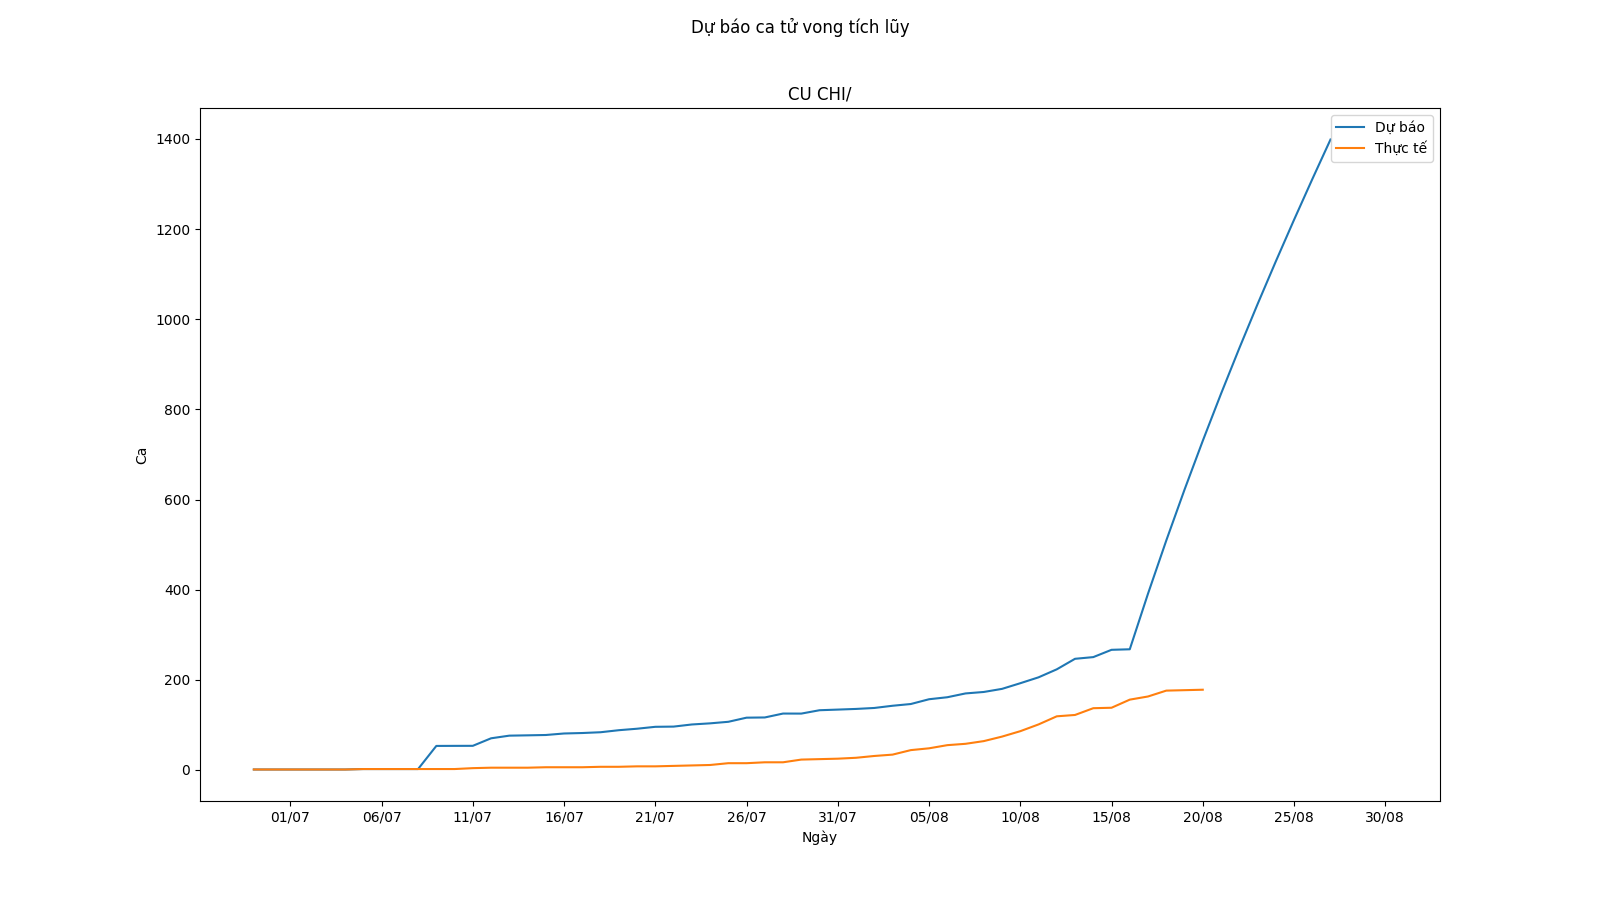 Dự báo ca tử vong tích lũy
CU CHI/
Dự báo
Thực tế
1400
1200
1000
800
600
400
200
0
Ca
01/07 06/07 11/07 16/07 21/07 26/07 31/07 05/08 10/08 15/08 20/08 25/08 30/08
Ngày